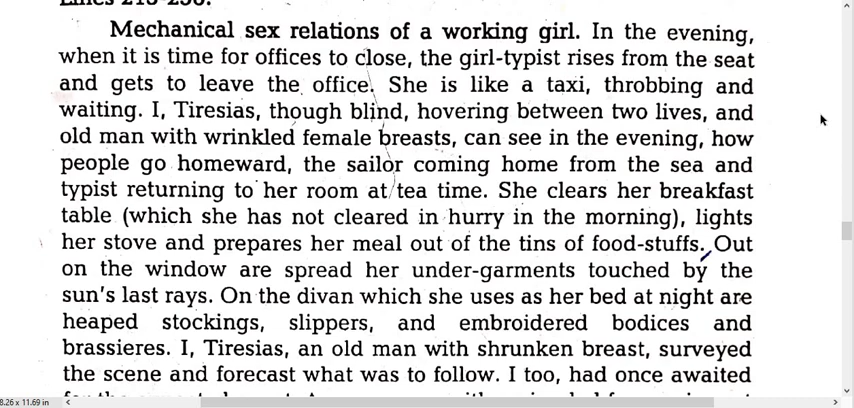 Mechanical sex relations of a working girl. In the evening,
when it is time for offices to close, the girl-typist rises from the seat
and gets to leave the office. She is like a taxi, throbbing and
waiting. I, Tiresias, though blind, hovering between two lives, and
old man with wrinkled female breasts, can see in the evening, how
people go homeward, the sailor coming home from the sea and
typist returning to her room at tea time. She clears her breakfast
table (which she has not cleared in hurry in the morning), lights
her stove and prepares her meal out of the tins of food-stuffs. Out
on the window are spread her under-garments touched by the
sun's last rays. On the divan which she uses as her bed at night are
heaped stockings, slippers, and embroidered bodices and
brassieres. I, Tiresias, an old man with shrunken breast, surveyed
the scene and forecast what was to follow. I too, had once awaited
8.26 x 11.69 in